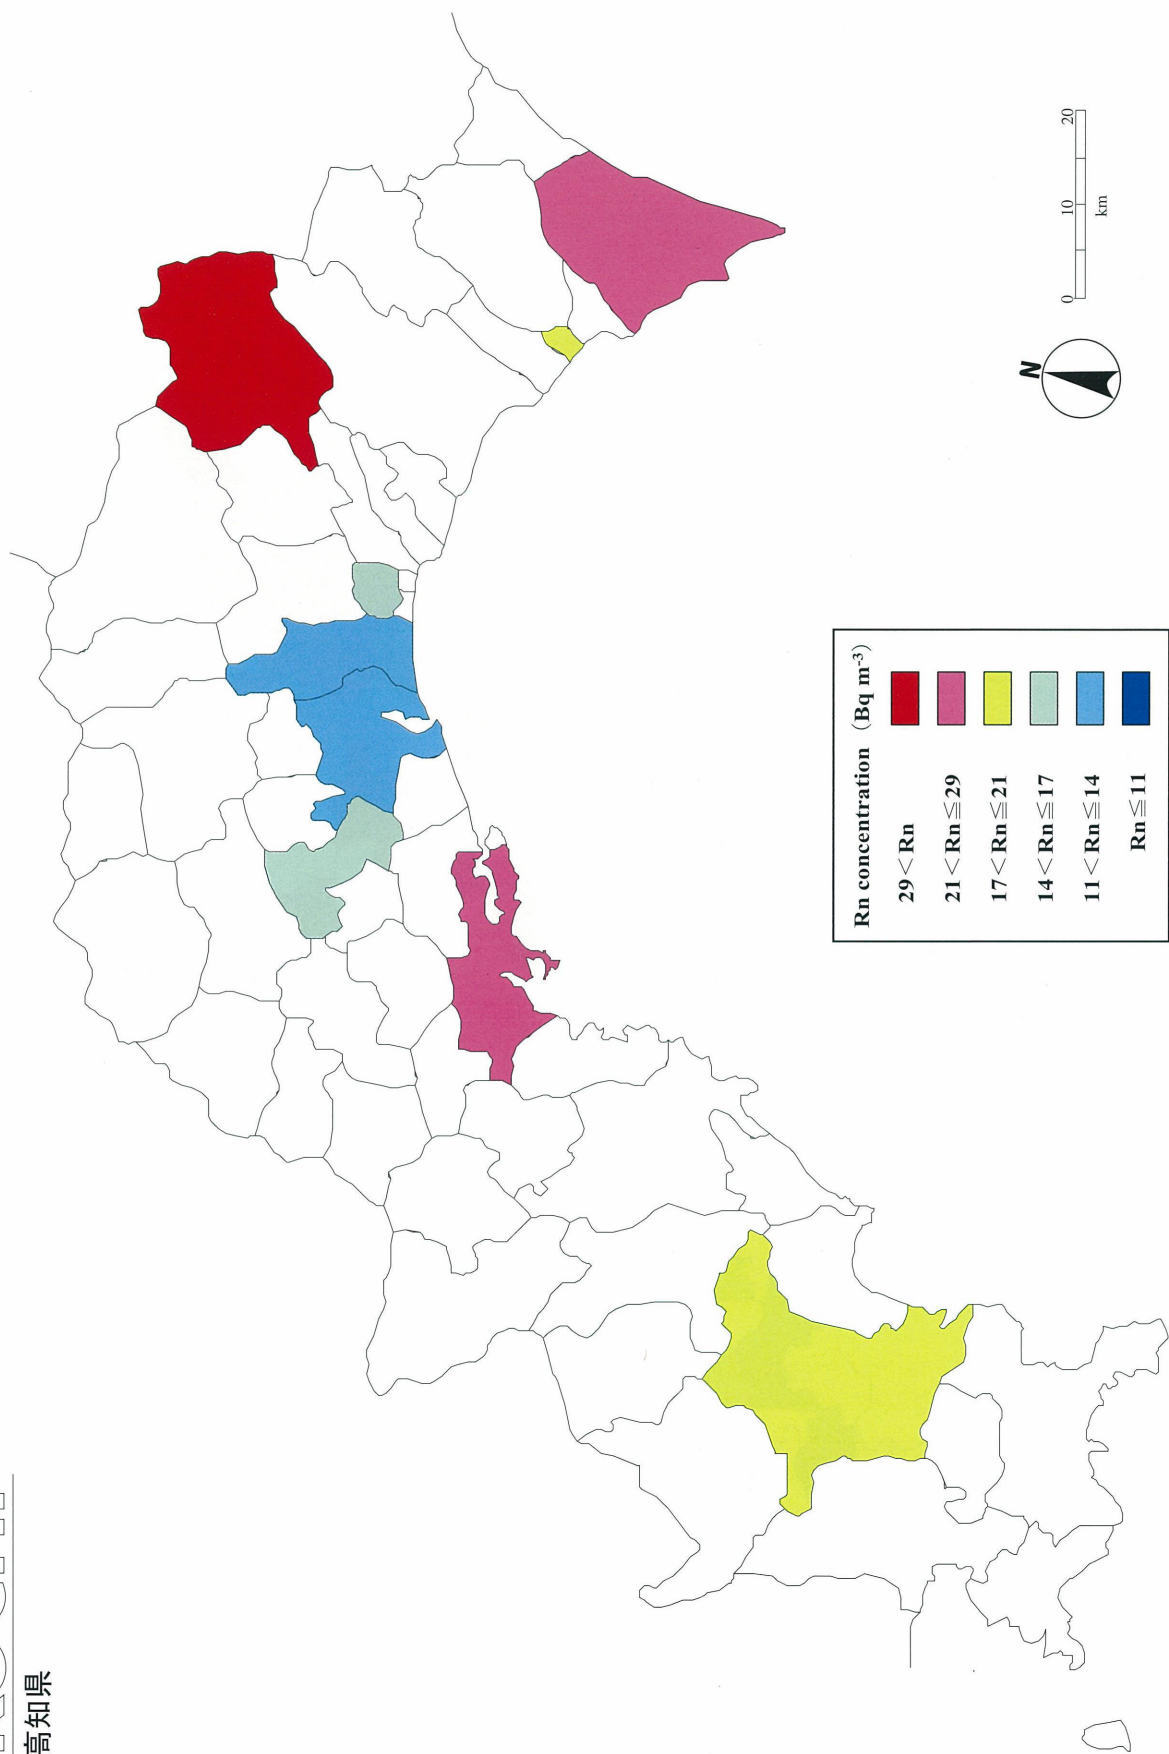 高知県
N
0 10 20
km
Rn concentration (Bq m⁻³)
29＜Rn
21＜Rn≦29
17＜Rn≦21
14＜Rn≦17
11＜Rn≦14
Rn≦11